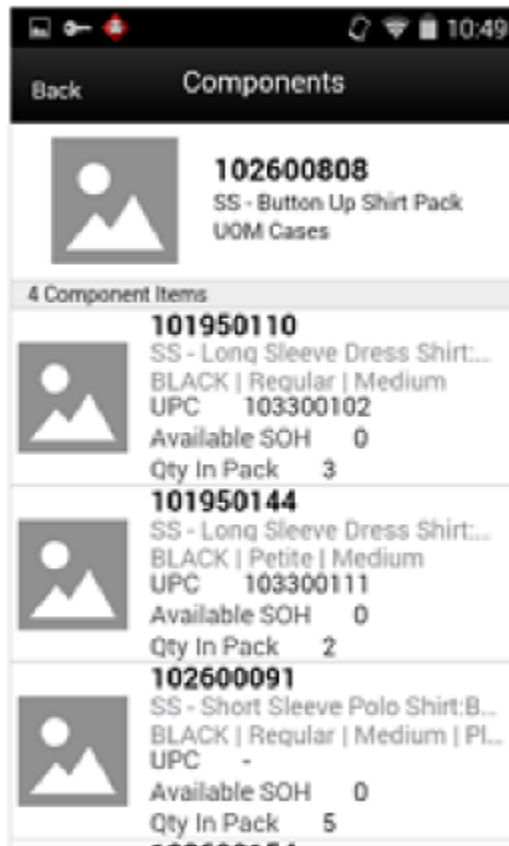 10:49
Back
Components
102600808
SS - Button Up Shirt Pack
UOM Cases
4 Component Items
101950110
SS - Long Sleeve Dress Shirt:...
BLACK | Regular | Medium
UPC 103300102
Available SOH 0
Qty In Pack 3
101950144
SS - Long Sleeve Dress Shirt:...
BLACK | Petite | Medium
UPC 103300111
Available SOH 0
Qty In Pack 2
102600091
SS - Short Sleeve Polo Shirt:B...
BLACK | Regular | Medium | Pl...
UPC -
Available SOH 0
Qty In Pack 5